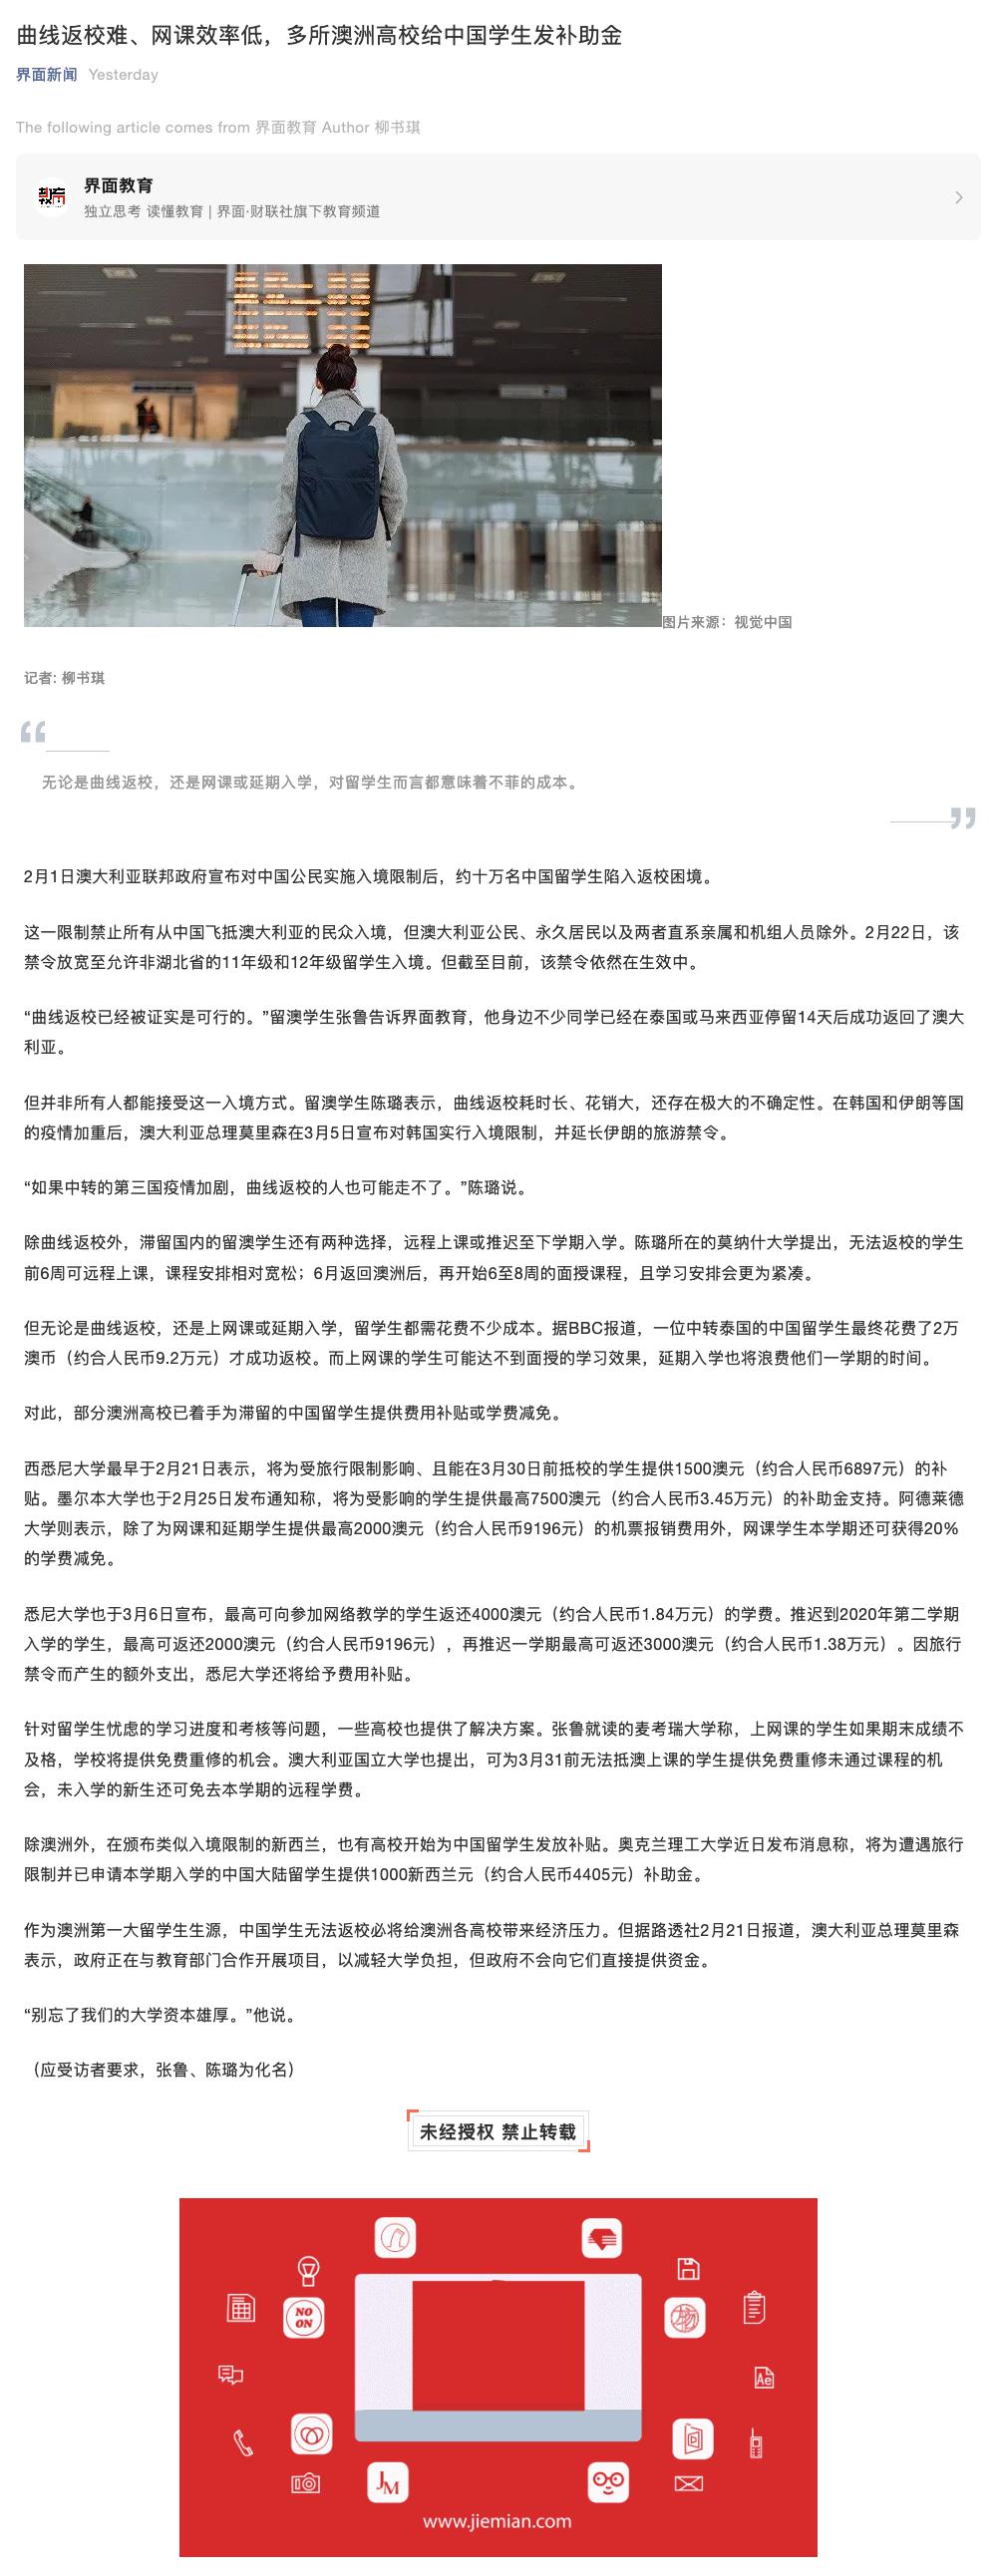 曲线返校难、网课效率低，多所澳洲高校给中国学生发补助金
界面新闻 Yesterday
The following article comes from 界面教育 Author 柳书琪
教育
界面教育
独立思考 读懂教育 | 界面·财联社旗下教育频道
图片来源：视觉中国
记者: 柳书琪
“
无论是曲线返校，还是网课或延期入学，对留学生而言都意味着不菲的成本。
”
2月1日澳大利亚联邦政府宣布对中国公民实施入境限制后，约十万名中国留学生陷入返校困境。
这一限制禁止所有从中国飞抵澳大利亚的民众入境，但澳大利亚公民、永久居民以及两者直系亲属和机组人员除外。2月22日，该
禁令放宽至允许非湖北省的11年级和12年级留学生入境。但截至目前，该禁令依然在生效中。
“曲线返校已经被证实是可行的。”留澳学生张鲁告诉界面教育，他身边不少同学已经在泰国或马来西亚停留14天后成功返回了澳大
利亚。
但并非所有人都能接受这一入境方式。留澳学生陈璐表示，曲线返校耗时长、花销大，还存在极大的不确定性。在韩国和伊朗等国
的疫情加重后，澳大利亚总理莫里森在3月5日宣布对韩国实行入境限制，并延长伊朗的旅游禁令。
“如果中转的第三国疫情加剧，曲线返校的人也可能走不了。”陈璐说。
除曲线返校外，滞留国内的留澳学生还有两种选择，远程上课或推迟至下学期入学。陈璐所在的莫纳什大学提出，无法返校的学生
前6周可远程上课，课程安排相对宽松；6月返回澳洲后，再开始6至8周的面授课程，且学习安排会更为紧凑。
但无论是曲线返校，还是上网课或延期入学，留学生都需花费不少成本。据BBC报道，一位中转泰国的中国留学生最终花费了2万
澳币（约合人民币9.2万元）才成功返校。而上网课的学生可能达不到面授的学习效果，延期入学也将浪费他们一学期的时间。
对此，部分澳洲高校已着手为滞留的中国留学生提供费用补贴或学费减免。
西悉尼大学最早于2月21日表示，将为受旅行限制影响、且能在3月30日前抵校的学生提供1500澳元（约合人民币6897元）的补
贴。墨尔本大学也于2月25日发布通知称，将为受影响的学生提供最高7500澳元（约合人民币3.45万元）的补助金支持。阿德莱德
大学则表示，除了为网课和延期学生提供最高2000澳元（约合人民币9196元）的机票报销费用外，网课学生本学期还可获得20%
的学费减免。
悉尼大学也于3月6日宣布，最高可向参加网络教学的学生返还4000澳元（约合人民币1.84万元）的学费。推迟到2020年第二学期
入学的学生，最高可返还2000澳元（约合人民币9196元），再推迟一学期最高可返还3000澳元（约合人民币1.38万元）。因旅行
禁令而产生的额外支出，悉尼大学还将给予费用补贴。
针对留学生忧虑的学习进度和考核等问题，一些高校也提供了解决方案。张鲁就读的麦考瑞大学称，上网课的学生如果期末成绩不
及格，学校将提供免费重修的机会。澳大利亚国立大学也提出，可为3月31前无法抵澳上课的学生提供免费重修未通过课程的机
会，未入学的新生还可免去本学期的远程学费。
除澳洲外，在颁布类似入境限制的新西兰，也有高校开始为中国留学生发放补贴。奥克兰理工大学近日发布消息称，将为遭遇旅行
限制并已申请本学期入学的中国大陆留学生提供1000新西兰元（约合人民币4405元）补助金。
作为澳洲第一大留学生生源，中国学生无法返校必将给澳洲各高校带来经济压力。但据路透社2月21日报道，澳大利亚总理莫里森
表示，政府正在与教育部门合作开展项目，以减轻大学负担，但政府不会向它们直接提供资金。
“别忘了我们的大学资本雄厚。”他说。
（应受访者要求，张鲁、陈璐为化名）
未经授权 禁止转载
NO
ON
Ae
JM
www.jiemian.com